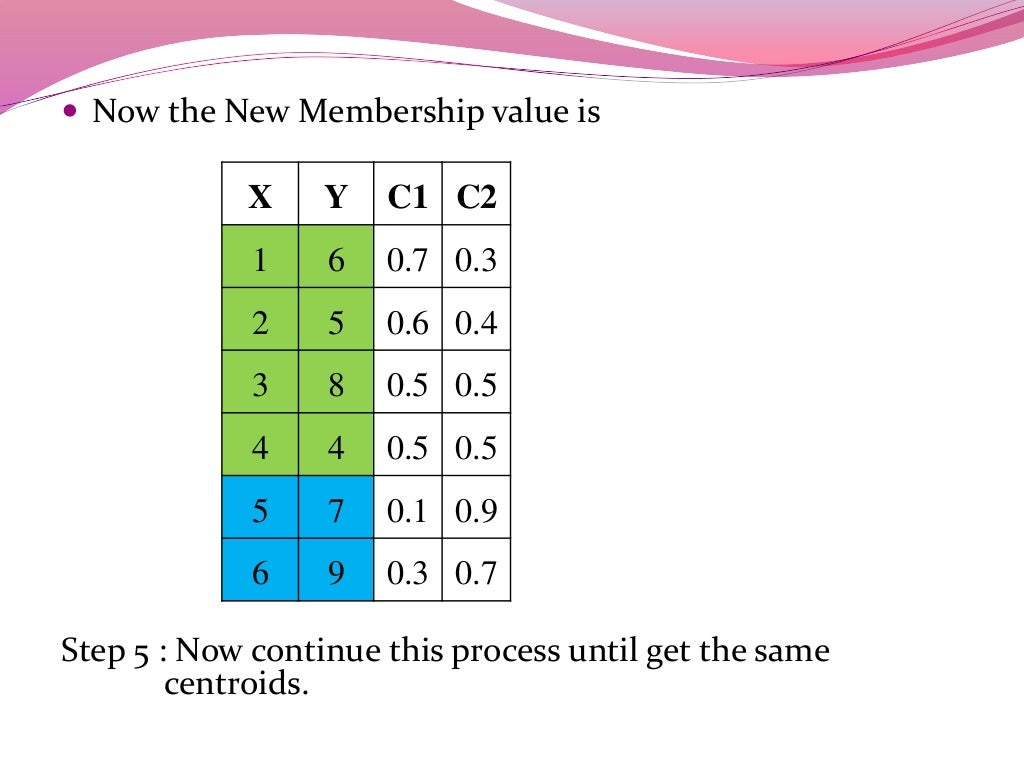 Now the New Membership value is
X Y C1 C2
1 6 0.7 0.3
2 5 0.6 0.4
3 8 0.5 0.5
4 4 0.5 0.5
5 7 0.1 0.9
6 9 0.3 0.7
Step 5 : Now continue this process until get the same
centroids.